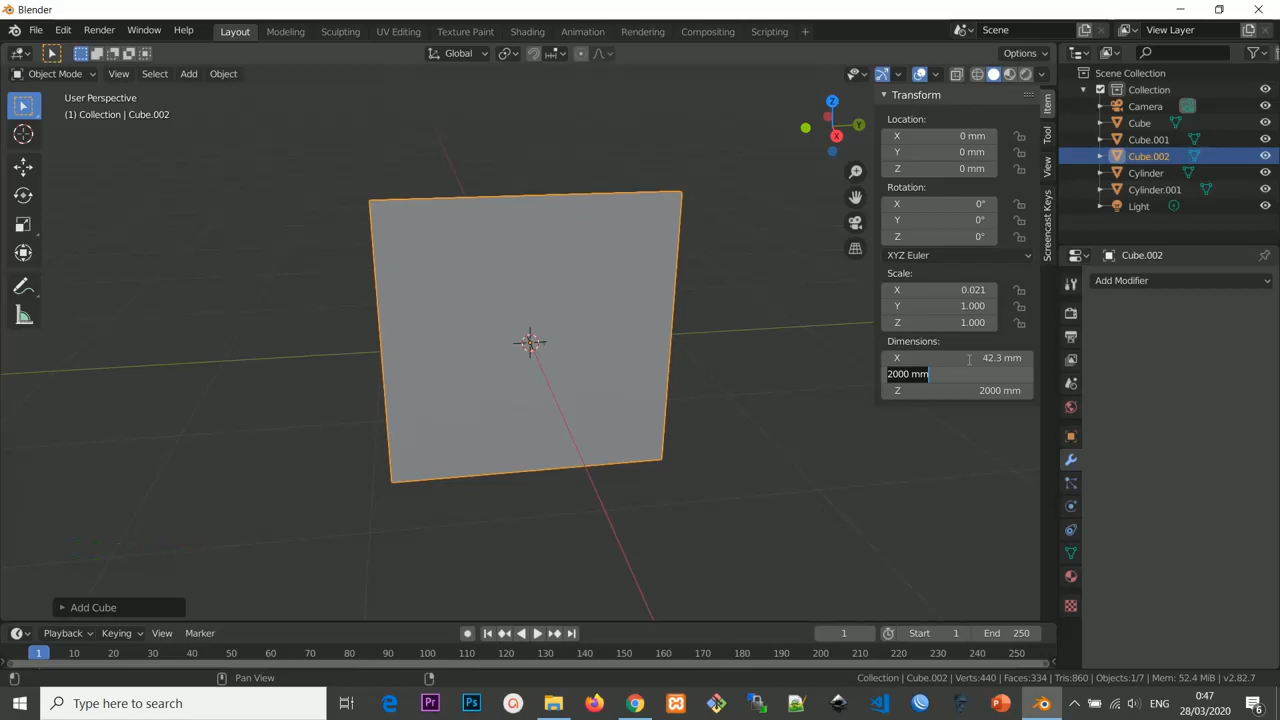 Blender
File Edit Render Window Help Layout Modeling Sculpting UV Editing Texture Paint Shading Animation Rendering Compositing Scripting + Scene View Layer
Global Options
Object Mode View Select Add Object
User Perspective
(1) Collection | Cube.002
Z
Y
X
Transform
Location:
X 0 mm
Y 0 mm
Z 0 mm
Rotation:
X 0°
Y 0°
Z 0°
XYZ Euler
Scale:
X 0.021
Y 1.000
Z 1.000
Dimensions:
X 42.3 mm
2000 mm
Z 2000 mm
Item
Tool
View
Screencast Keys
Scene Collection
Collection
Camera
Cube
Cube.001
Cube.002
Cylinder
Cylinder.001
Light
Cube.002
Add Modifier
Add Cube
Playback Keying View Marker 1 Start 1 End 250
1 10 20 30 40 50 60 70 80 90 100 110 120 130 140 150 160 170 180 190 200 210 220 230 240 250
Pan View Collection | Cube.002 | Verts:440 | Faces:334 | Tris:860 | Objects:1/7 | Mem: 52.4 MiB | v2.82.7
Type here to search
ENG
0:47
28/03/2020
6